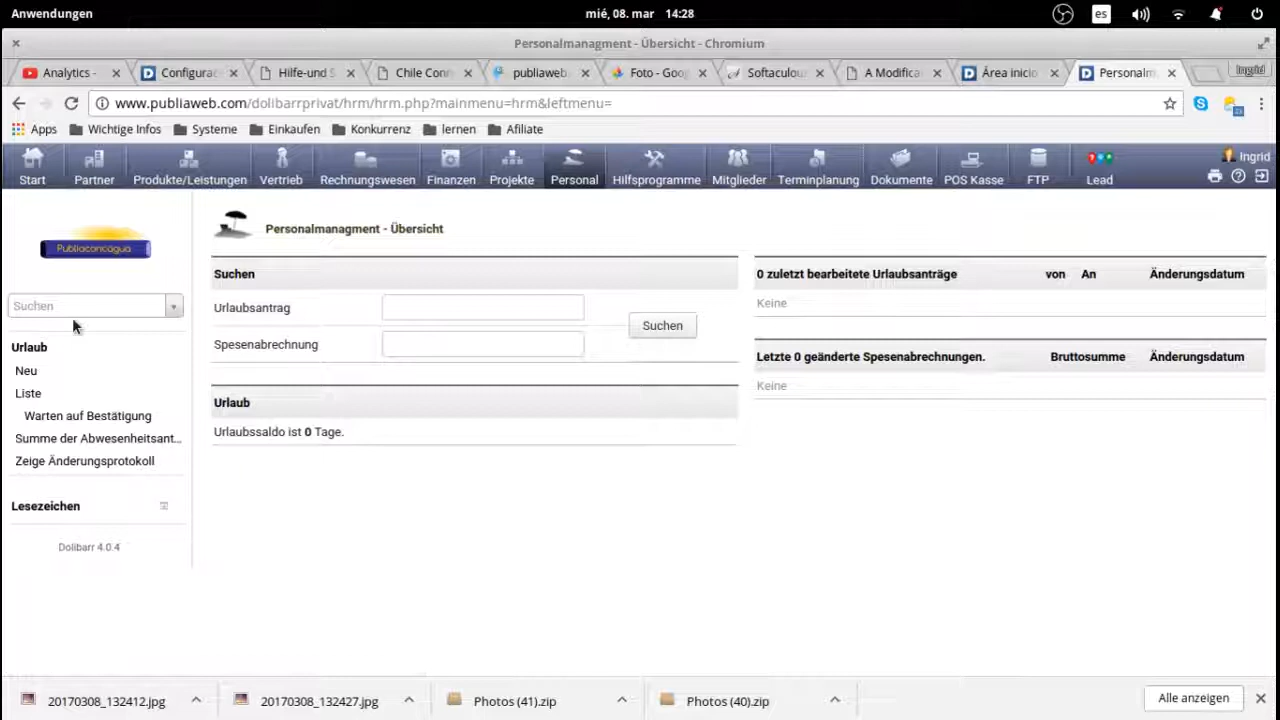 Anwendungen mié, 08. mar 14:28 es
Personalmanagment - Übersicht - Chromium
Analytics - Configurac Hilfe-und S Chile Conn publiaweb Foto - Goog Softaculou A Modifica Área inicio Personalm Ingrid
www.publiaweb.com/dolibarrprivat/hrm/hrm.php?mainmenu=hrm&leftmenu=
Apps Wichtige Infos Systeme Einkaufen Konkurrenz lernen Afiliate
Start Partner Produkte/Leistungen Vertrieb Rechnungswesen Finanzen Projekte Personal Hilfsprogramme Mitglieder Terminplanung Dokumente POS Kasse FTP Lead Ingrid
Publiaconcagua
Suchen
Urlaub
Neu
Liste
Warten auf Bestätigung
Summe der Abwesenheitsant...
Zeige Änderungsprotokoll
Lesezeichen
Dolibarr 4.0.4
Personalmanagment - Übersicht
Suchen
Urlaubsantrag
Spesenabrechnung
Suchen
Urlaub
Urlaubssaldo ist 0 Tage.
0 zuletzt bearbeitete Urlaubsanträge von An Änderungsdatum
Keine
Letzte 0 geänderte Spesenabrechnungen. Bruttosumme Änderungsdatum
Keine
20170308_132412.jpg 20170308_132427.jpg Photos (41).zip Photos (40).zip Alle anzeigen